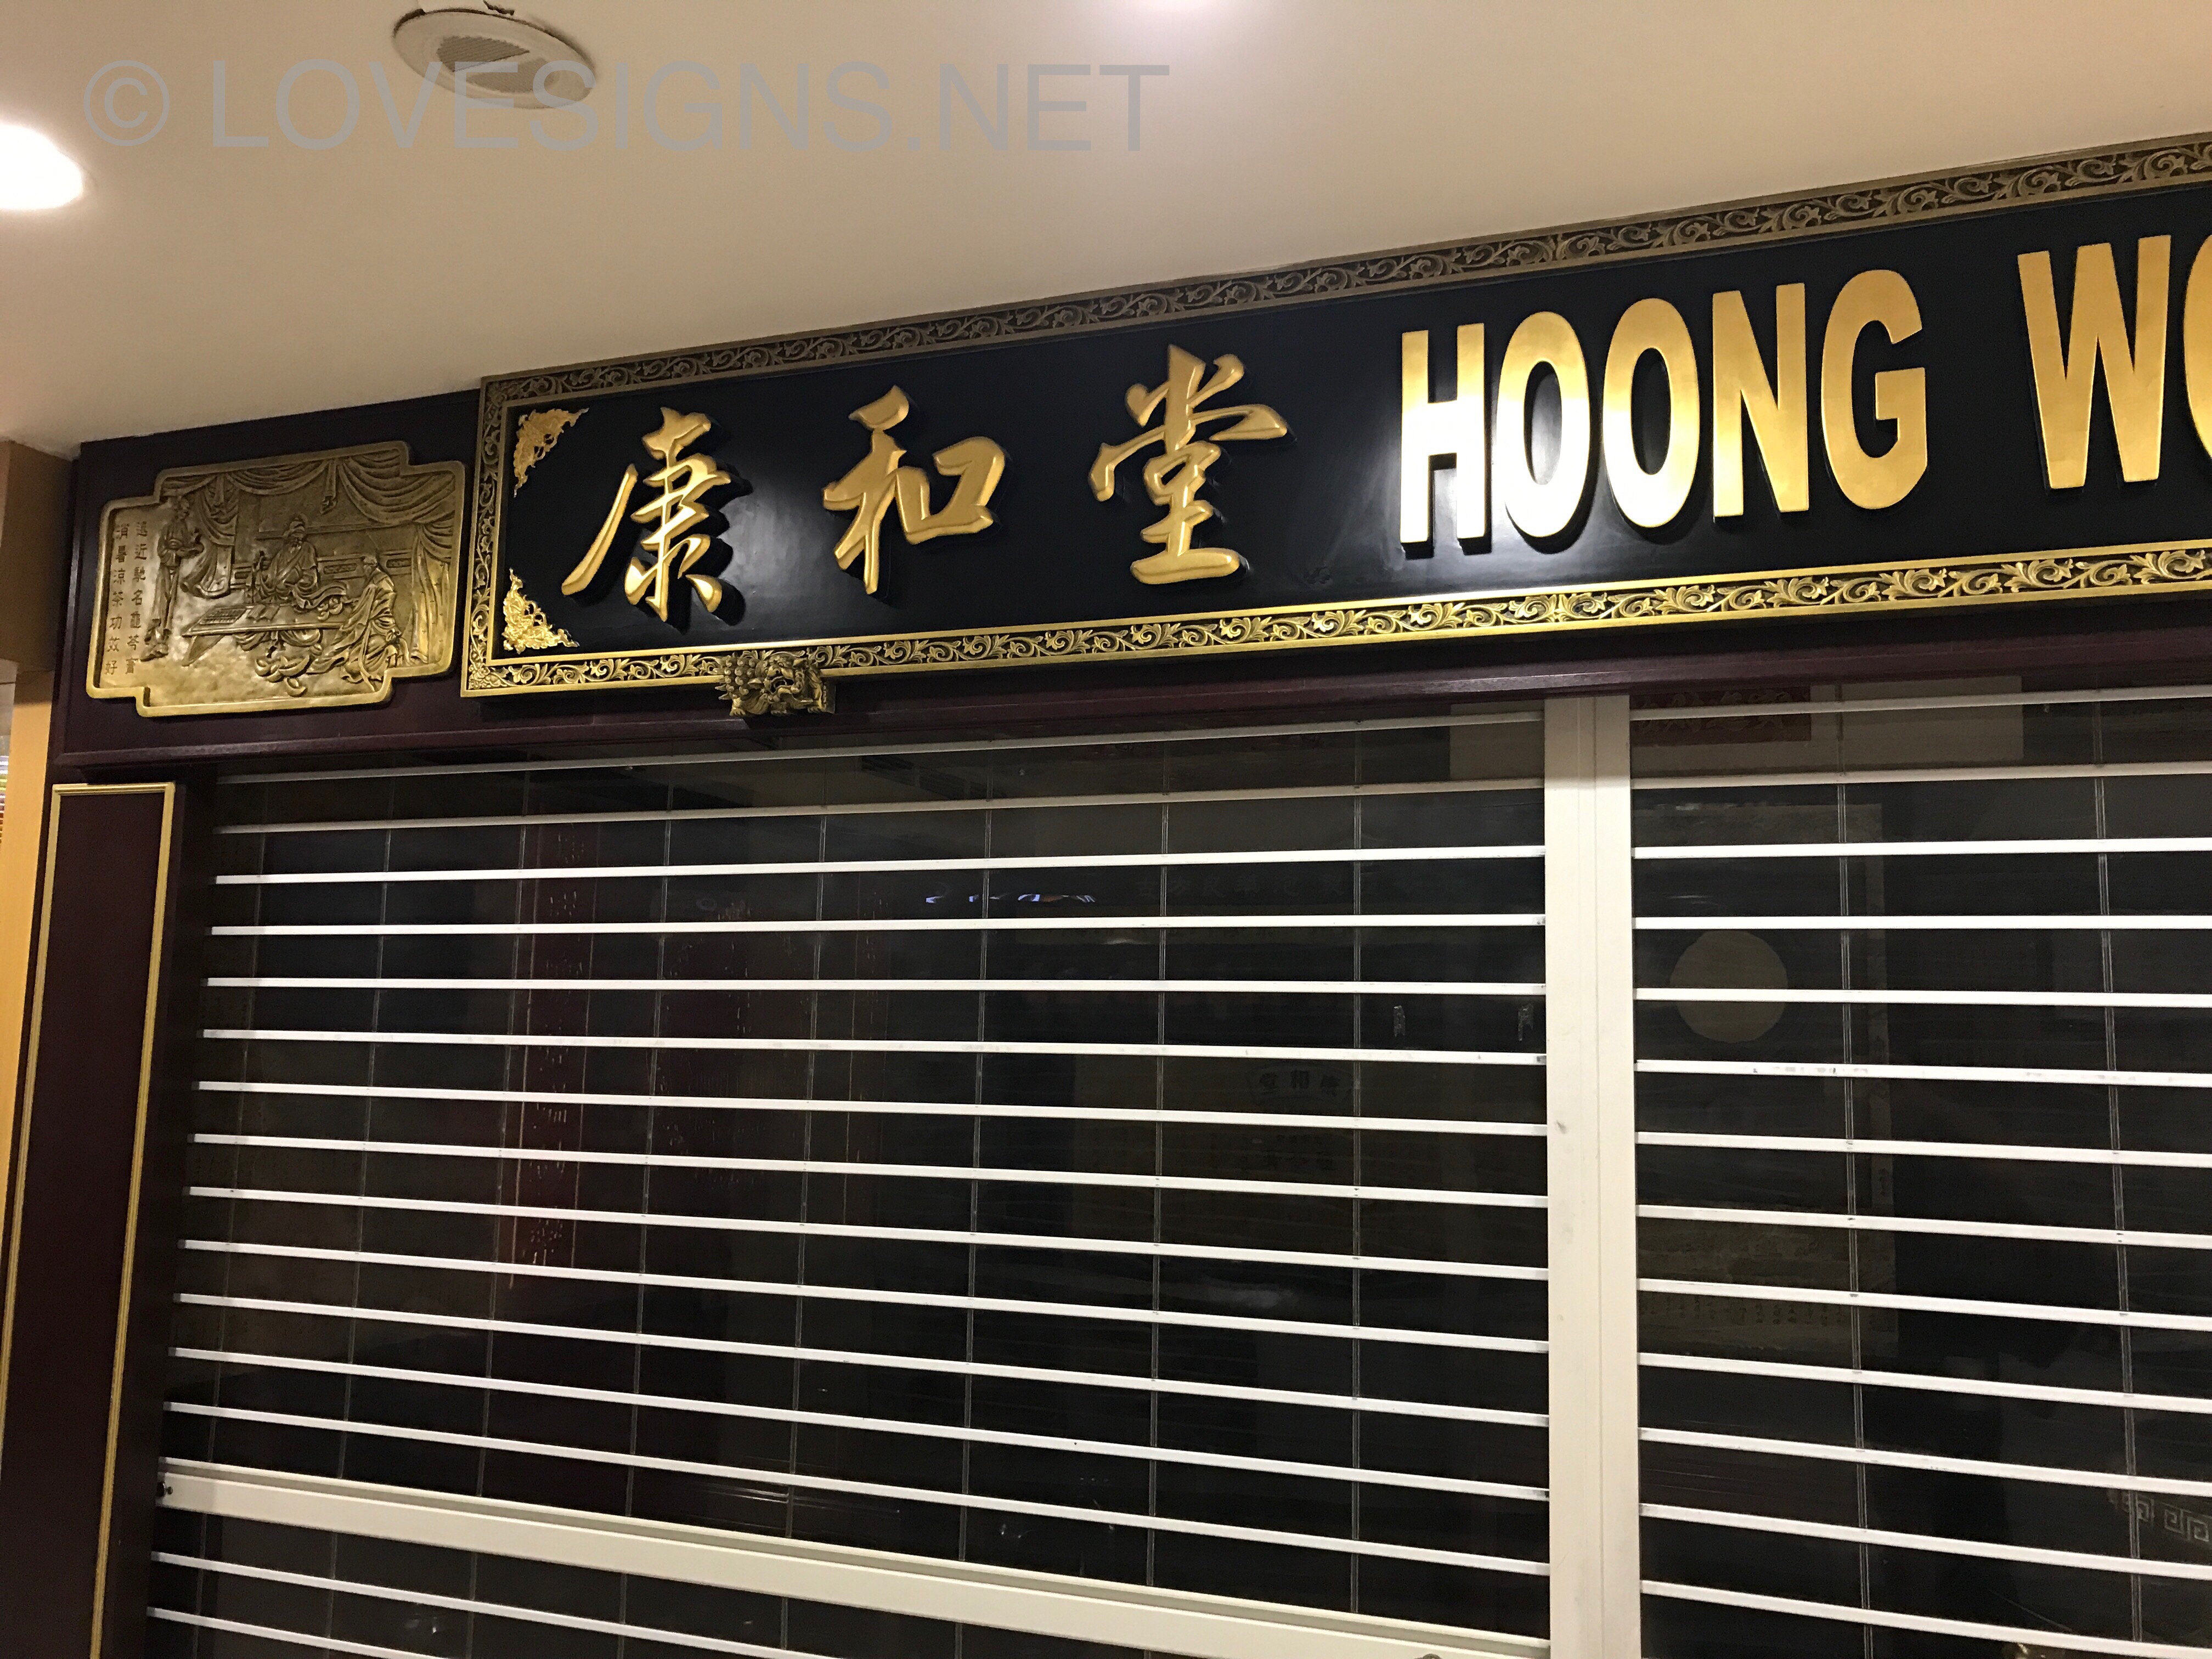 © LOVESIGNS.NET
康和堂 HOONG WO
遠近馳名龜苓膏
消暑涼茶功效好